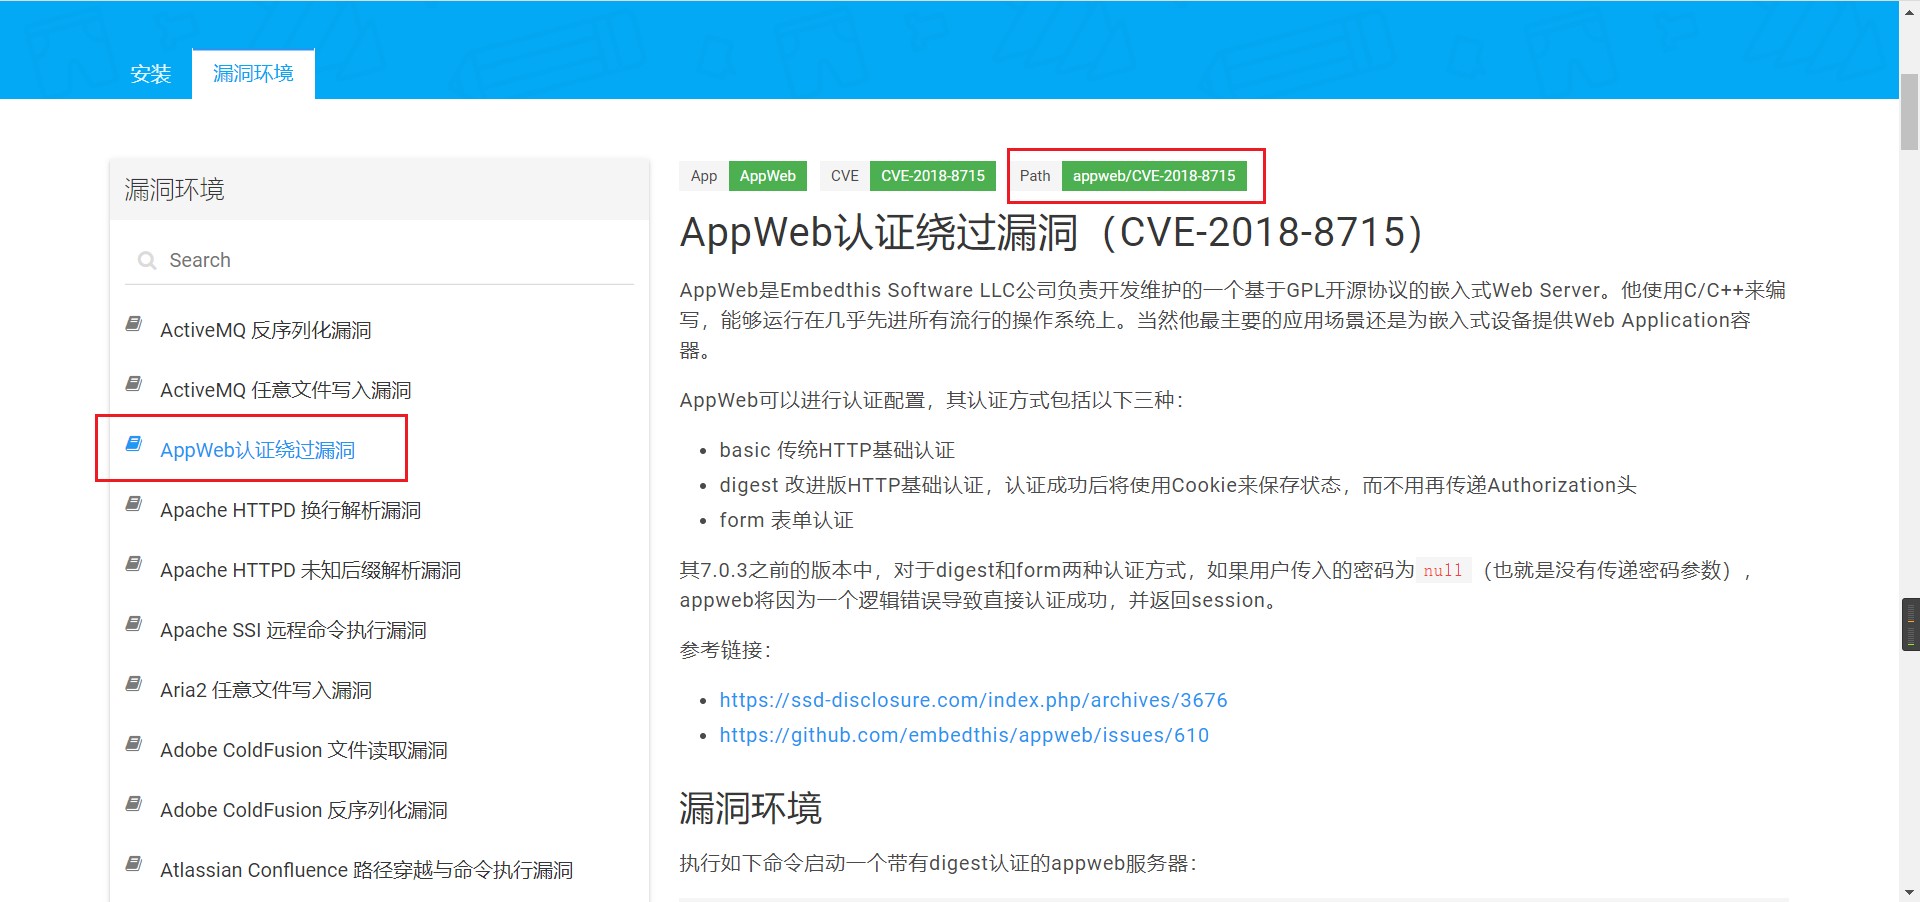 安装
漏洞环境
漏洞环境
Search
ActiveMQ 反序列化漏洞
ActiveMQ 任意文件写入漏洞
AppWeb认证绕过漏洞
Apache HTTPD 换行解析漏洞
Apache HTTPD 未知后缀解析漏洞
Apache SSI 远程命令执行漏洞
Aria2 任意文件写入漏洞
Adobe ColdFusion 文件读取漏洞
Adobe ColdFusion 反序列化漏洞
Atlassian Confluence 路径穿越与命令执行漏洞
App AppWeb CVE CVE-2018-8715 Path appweb/CVE-2018-8715
AppWeb认证绕过漏洞（CVE-2018-8715）
AppWeb是Embedthis Software LLC公司负责开发维护的一个基于GPL开源协议的嵌入式Web Server。他使用C/C++来编
写，能够运行在几乎先进所有流行的操作系统上。当然他最主要的应用场景还是为嵌入式设备提供Web Application容
器。
AppWeb可以进行认证配置，其认证方式包括以下三种：
• basic 传统HTTP基础认证
• digest 改进版HTTP基础认证，认证成功后将使用Cookie来保存状态，而不用再传递Authorization头
• form 表单认证
其7.0.3之前的版本中，对于digest和form两种认证方式，如果用户传入的密码为 null （也就是没有传递密码参数），
appweb将因为一个逻辑错误导致直接认证成功，并返回session。
参考链接：
• https://ssd-disclosure.com/index.php/archives/3676
• https://github.com/embedthis/appweb/issues/610
漏洞环境
执行如下命令启动一个带有digest认证的appweb服务器：